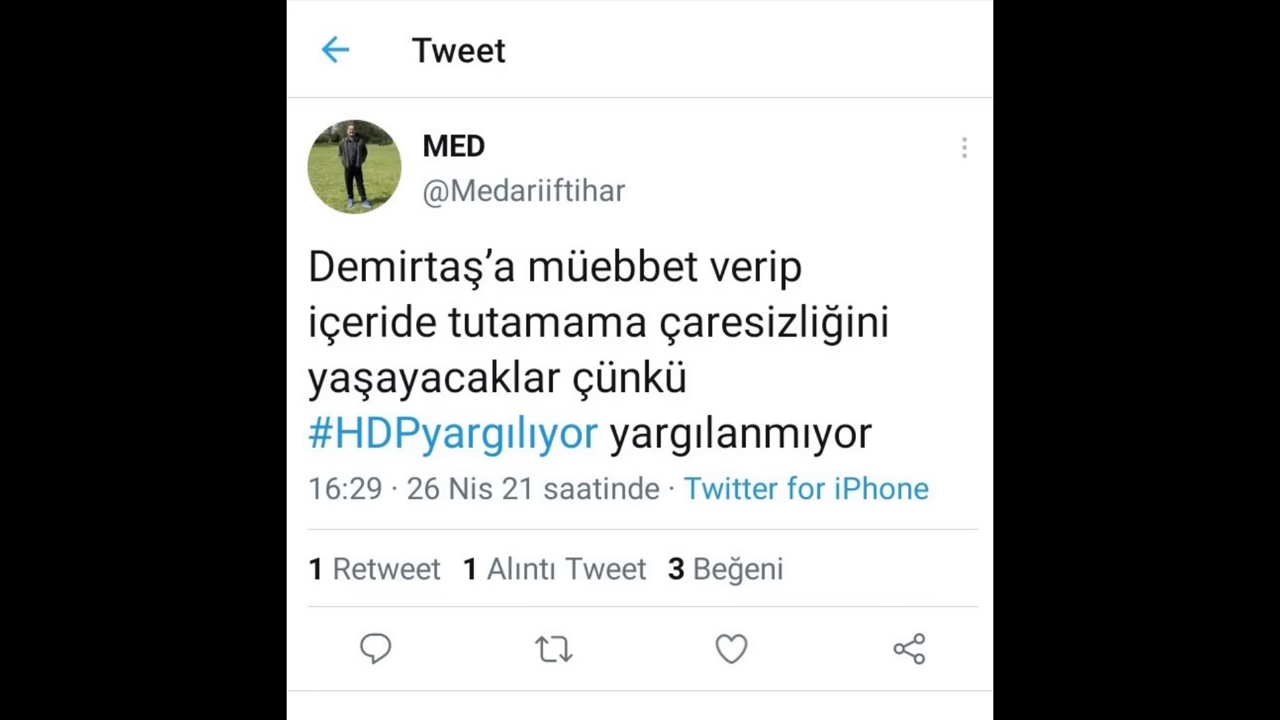 Tweet
MED
@Medariiftihar
Demirtaş’a müebbet verip
içeride tutamama çaresizliğini
yaşayacaklar çünkü
#HDPyargılıyor yargılanmıyor
16:29 · 26 Nis 21 saatinde · Twitter for iPhone
1 Retweet 1 Alıntı Tweet 3 Beğeni